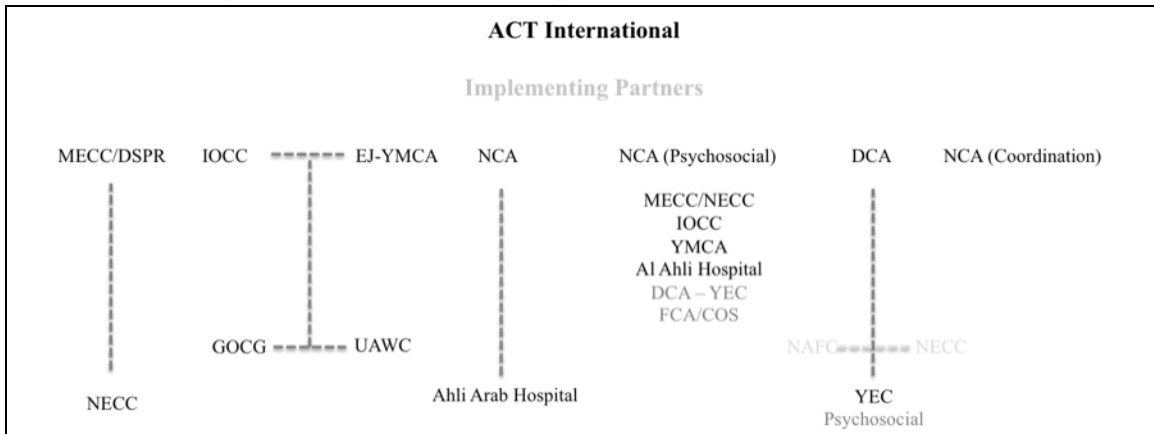 ACT International
Implementing Partners
MECC/DSPR IOCC EJ-YMCA NCA NCA (Psychosocial) DCA NCA (Coordination)
MECC/NECC
IOCC
YMCA
Al Ahli Hospital
DCA – YEC
FCA/COS
GOCG UAWC NAFC NECC
NECC Ahli Arab Hospital YEC
Psychosocial